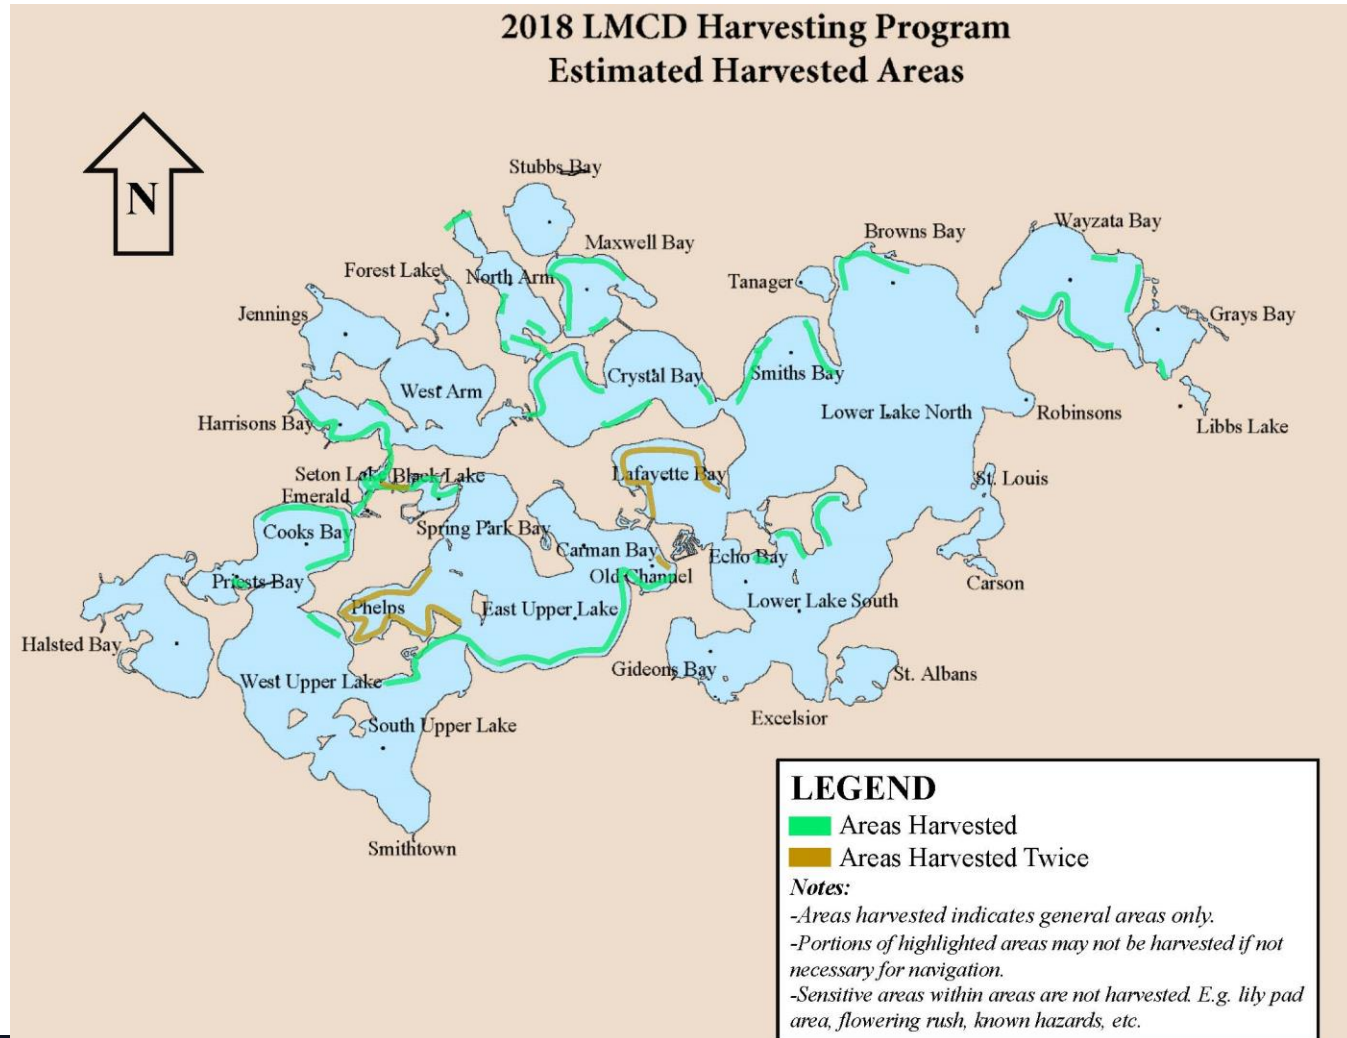 2018 LMCD Harvesting Program
Estimated Harvested Areas
N
Stubbs Bay
Maxwell Bay
Forest Lake
North Arm
Jennings
Browns Bay
Wayzata Bay
Tanager
Grays Bay
Crystal Bay
Smiths Bay
West Arm
Lower Lake North
Robinsons
Libbs Lake
Harrisons Bay
Seton Lake
Black Lake
Lafayette Bay
St. Louis
Emerald
Cooks Bay
Spring Park Bay
Carman Bay
Echo Bay
Old Channel
Carson
Priests Bay
Phelps
East Upper Lake
Lower Lake South
Halsted Bay
West Upper Lake
Gideons Bay
St. Albans
South Upper Lake
Excelsior
Smithtown
LEGEND
Areas Harvested
Areas Harvested Twice
Notes:
-Areas harvested indicates general areas only.
-Portions of highlighted areas may not be harvested if not
necessary for navigation.
-Sensitive areas within areas are not harvested. E.g. lily pad
area, flowering rush, known hazards, etc.